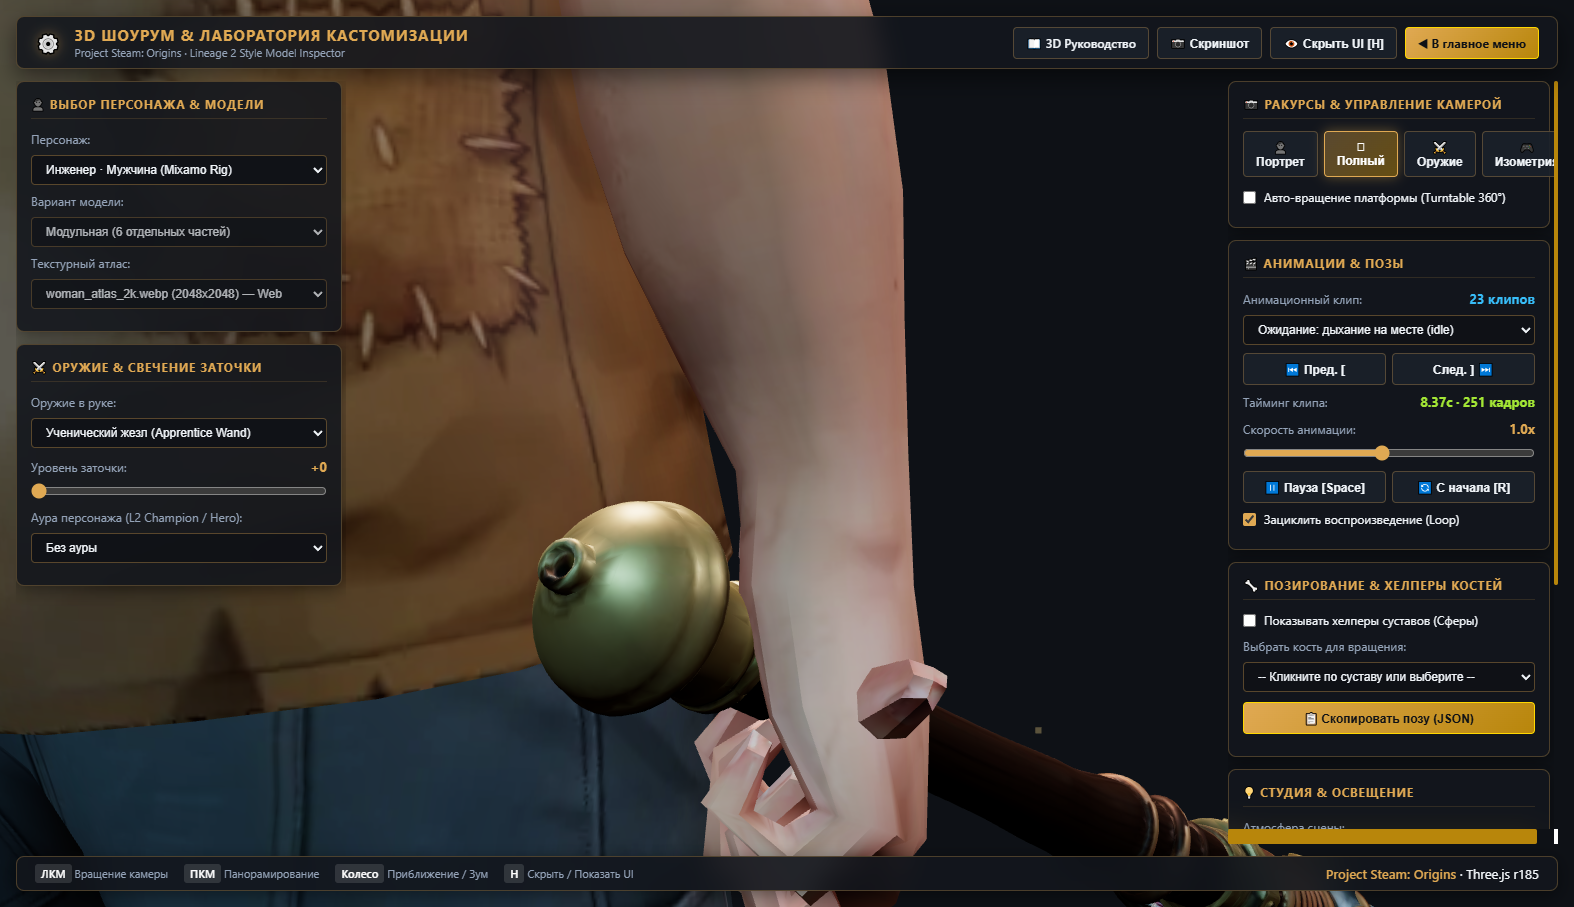 3D ШОУРУМ & ЛАБОРАТОРИЯ КАСТОМИЗАЦИИ
Project Steam: Origins · Lineage 2 Style Model Inspector
3D Руководство
Скриншот
Скрыть UI [H]
В главное меню
ВЫБОР ПЕРСОНАЖА & МОДЕЛИ
Персонаж:
Инженер - Мужчина (Mixamo Rig)
Вариант модели:
Модульная (6 отдельных частей)
Текстурный атлас:
woman_atlas_2k.webp (2048x2048) — Web
ОРУЖИЕ & СВЕЧЕНИЕ ЗАТОЧКИ
Оружие в руке:
Ученический жезл (Apprentice Wand)
Уровень заточки:
+0
Аура персонажа (L2 Champion / Hero):
Без ауры
РАКУРСЫ & УПРАВЛЕНИЕ КАМЕРОЙ
Портрет
Полный
Оружие
Изометрия
Авто-вращение платформы (Turntable 360°)
АНИМАЦИИ & ПОЗЫ
Анимационный клип:
23 клипов
Ожидание: дыхание на месте (idle)
Пред. [
След. ]
Тайминг клипа:
8.37с · 251 кадров
Скорость анимации:
1.0x
Пауза [Space]
С начала [R]
Зациклить воспроизведение (Loop)
ПОЗИРОВАНИЕ & ХЕЛПЕРЫ КОСТЕЙ
Показывать хелперы суставов (Сферы)
Выбрать кость для вращения:
-- Кликните по суставу или выберите --
Скопировать позу (JSON)
СТУДИЯ & ОСВЕЩЕНИЕ
Атмосфера сцены:
ЛКМ Вращение камеры
ПКМ Панорамирование
Колесо Приближение / Зум
H Скрыть / Показать UI
Project Steam: Origins · Three.js r185